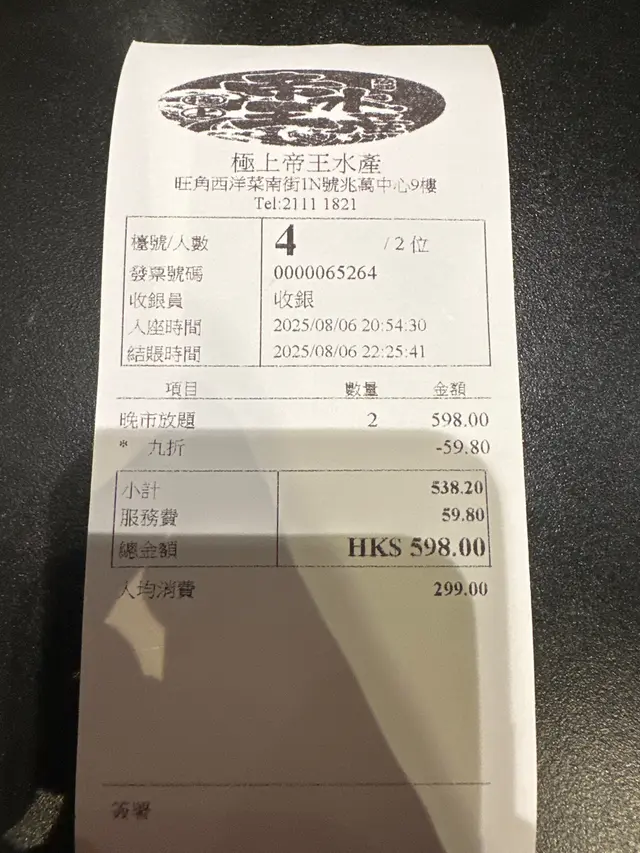 極上帝王水產
旺角西洋菜南街1N號兆萬中心9樓
Tel:2111 1821
檯號/人數 4 / 2 位
發票號碼 0000065264
收銀員 收銀
入座時間 2025/08/06 20:54:30
結賬時間 2025/08/06 22:25:41
項目 數量 金額
晚市放題 2 598.00
* 九折 -59.80
小計 538.20
服務費 59.80
總金額 HK$ 598.00
人均消費 299.00
簽署